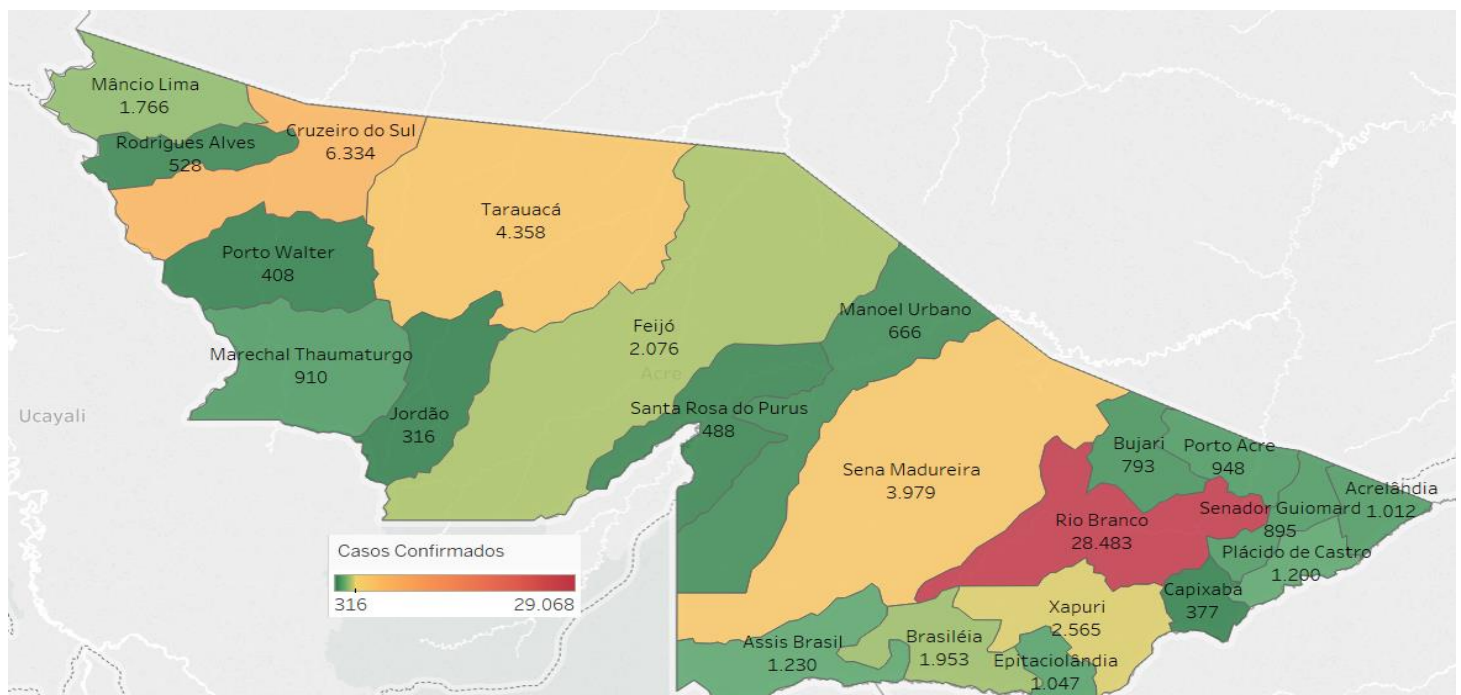 Mâncio Lima
1.766
Rodrigues Alves
528
Cruzeiro do Sul
6.334
Tarauacá
4.358
Porto Walter
408
Marechal Thaumaturgo
910
Jordão
316
Feijó
2.076
Acre
Manoel Urbano
666
Santa Rosa do Purus
488
Ucayali
Sena Madureira
3.979
Bujari
793
Porto Acre
948
Acrelândia
1.012
Senador Guiomard
895
Rio Branco
28.483
Plácido de Castro
1.200
Capixaba
377
Xapuri
2.565
Assis Brasil
1.230
Brasiléia
1.953
Epitaciolândia
1.047
Casos Confirmados
316
29.068